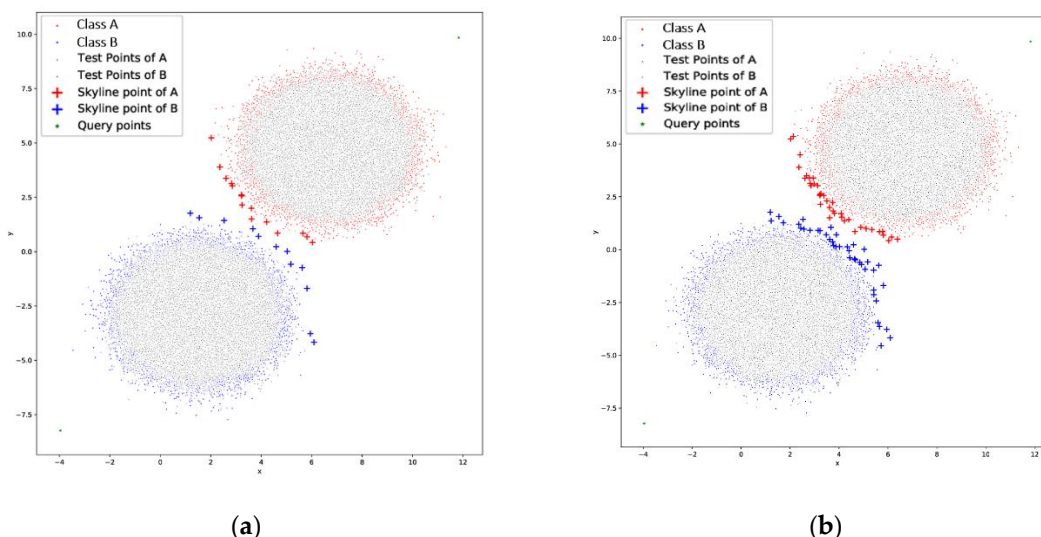 Class A
Class B
Test Points of A
Test Points of B
Skyline point of A
Skyline point of B
Query points
10.0
7.5
5.0
2.5
0.0
−2.5
−5.0
−7.5
y
−4
−2
0
2
4
6
8
10
12
x
(a)
Class A
Class B
Test Points of A
Test Points of B
Skyline point of A
Skyline point of B
Query points
10.0
7.5
5.0
2.5
0.0
−2.5
−5.0
−7.5
y
−4
−2
0
2
4
6
8
10
12
x
(b)